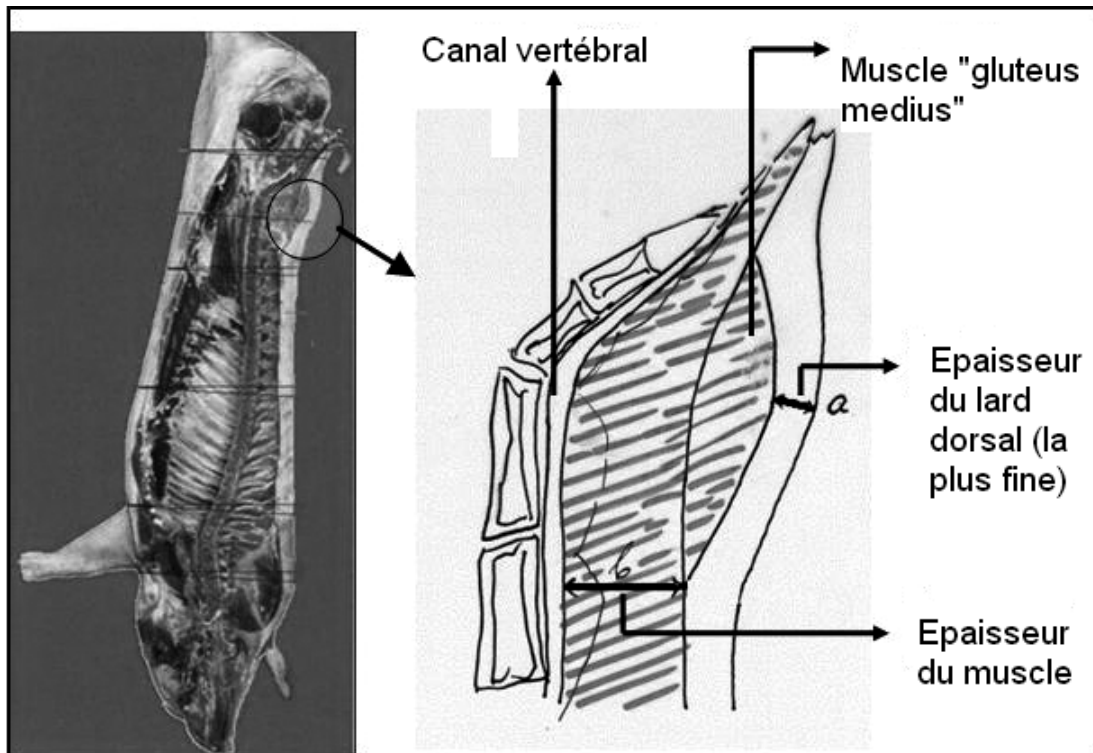 Canal vertébral
Muscle "gluteus
medius"
Epaisseur
du lard
dorsal (la
plus fine)
a
b
Epaisseur
du muscle